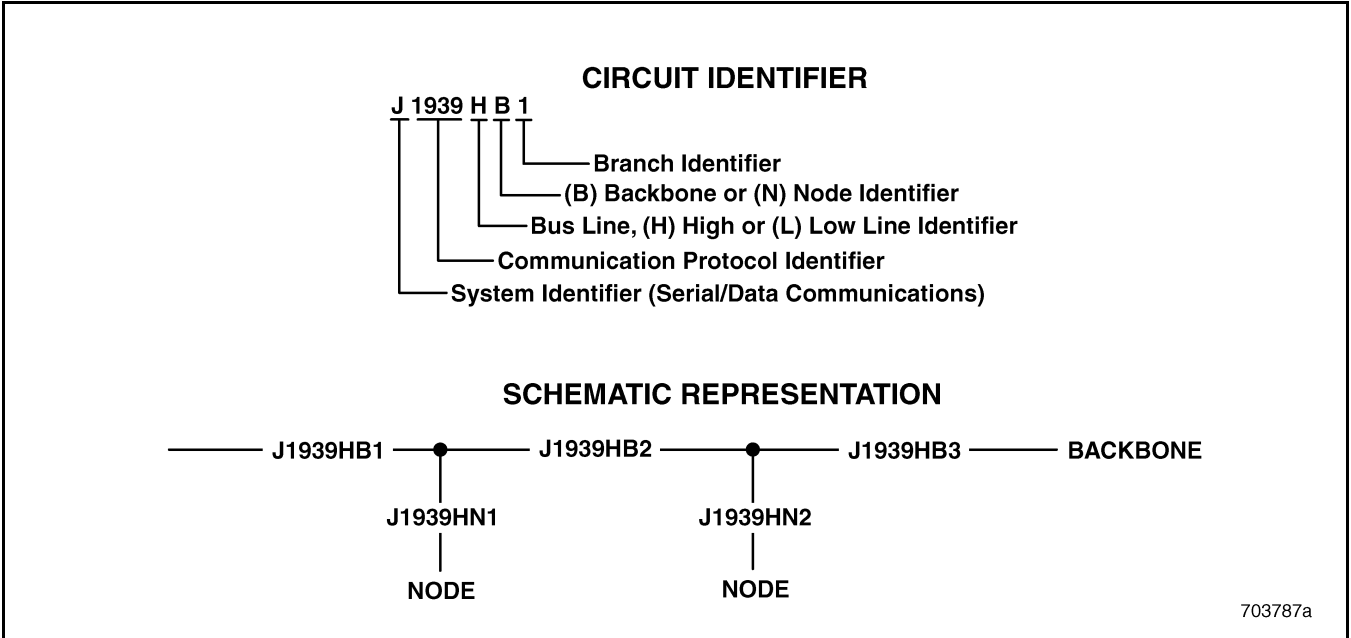 CIRCUIT IDENTIFIER
J 1939 H B 1
Branch Identifier
(B) Backbone or (N) Node Identifier
Bus Line, (H) High or (L) Low Line Identifier
Communication Protocol Identifier
System Identifier (Serial/Data Communications)
SCHEMATIC REPRESENTATION
J1939HB1 J1939HB2 J1939HB3 BACKBONE
J1939HN1 J1939HN2
NODE NODE
703787a